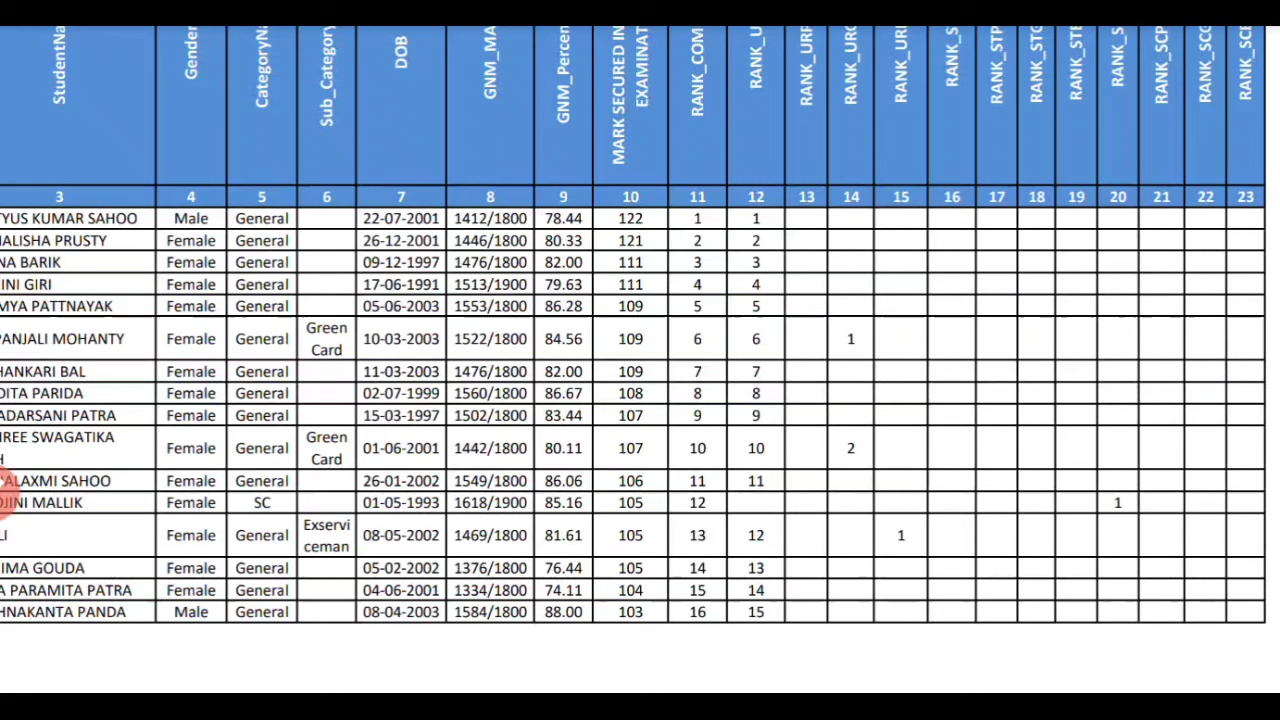 StudentNa
Gender
CategoryNa
Sub_Category
DOB
GNM_MA
GNM_Percen
MARK SECURED IN
EXAMINAT
RANK_COM
RANK_U
RANK_URP
RANK_URG
RANK_URE
RANK_S
RANK_STP
RANK_STG
RANK_STE
RANK_S
RANK_SCP
RANK_SCG
RANK_SCE
3 4 5 6 7 8 9 10 11 12 13 14 15 16 17 18 19 20 21 22 23
TYUS KUMAR SAHOO Male General 22-07-2001 1412/1800 78.44 122 1 1
MALISHA PRUSTY Female General 26-12-2001 1446/1800 80.33 121 2 2
NA BARIK Female General 09-12-1997 1476/1800 82.00 111 3 3
INI GIRI Female General 17-06-1991 1513/1900 79.63 111 4 4
MYA PATTNAYAK Female General 05-06-2003 1553/1800 86.28 109 5 5
PANJALI MOHANTY Female General Green
Card 10-03-2003 1522/1800 84.56 109 6 6 1
HANKARI BAL Female General 11-03-2003 1476/1800 82.00 109 7 7
DITA PARIDA Female General 02-07-1999 1560/1800 86.67 108 8 8
ADARSANI PATRA Female General 15-03-1997 1502/1800 83.44 107 9 9
HREE SWAGATIKA
H Female General Green
Card 01-06-2001 1442/1800 80.11 107 10 10 2
ALAXMI SAHOO Female General 26-01-2002 1549/1800 86.06 106 11 11
OJINI MALLIK Female SC 01-05-1993 1618/1900 85.16 105 12 1
LI Female General Exservi
ceman 08-05-2002 1469/1800 81.61 105 13 12 1
IMA GOUDA Female General 05-02-2002 1376/1800 76.44 105 14 13
A PARAMITA PATRA Female General 04-06-2001 1334/1800 74.11 104 15 14
HNAKANTA PANDA Male General 08-04-2003 1584/1800 88.00 103 16 15